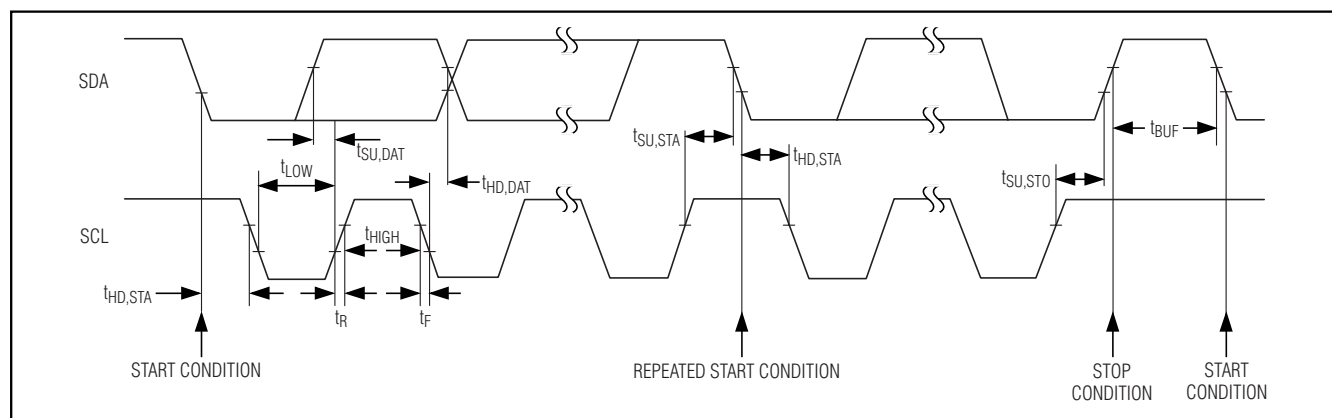 SDA
tSU,STA
tBUF
tSU,DAT
tLOW
tHD,STA
tHD,DAT
tSU,STO
SCL
tHIGH
tHD,STA
tR
tF
START CONDITION
REPEATED START CONDITION
STOP
CONDITION
START
CONDITION